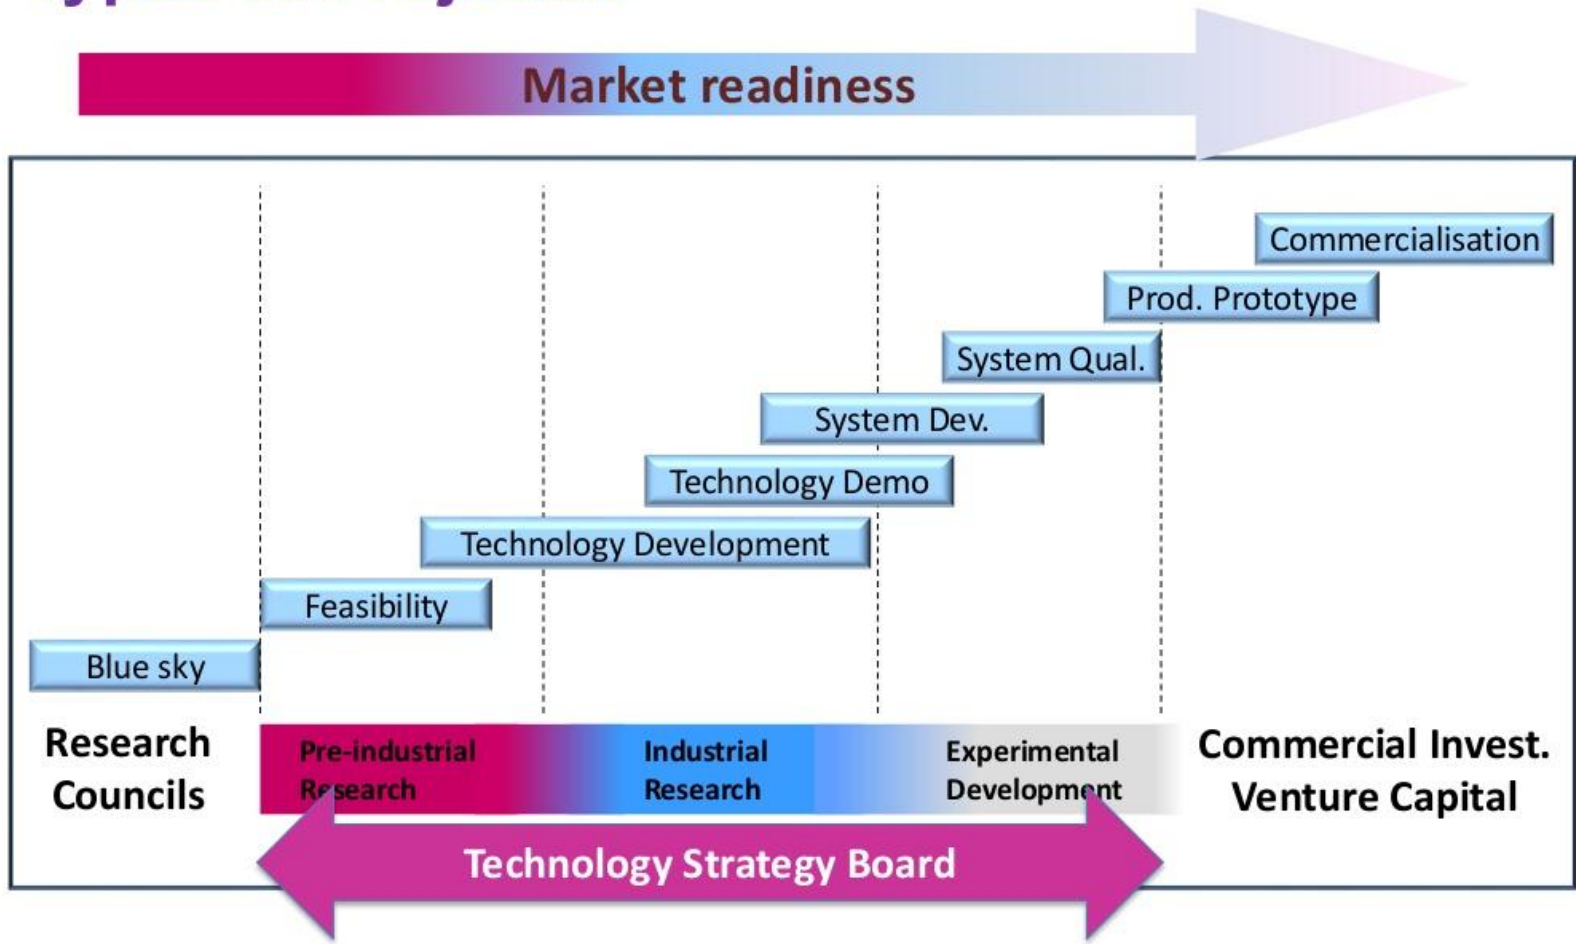 Market readiness
Commercialisation
Prod. Prototype
System Qual.
System Dev.
Technology Demo
Technology Development
Feasibility
Blue sky
Research
Councils
Pre-industrial
Research
Industrial
Research
Experimental
Development
Commercial Invest.
Venture Capital
Technology Strategy Board